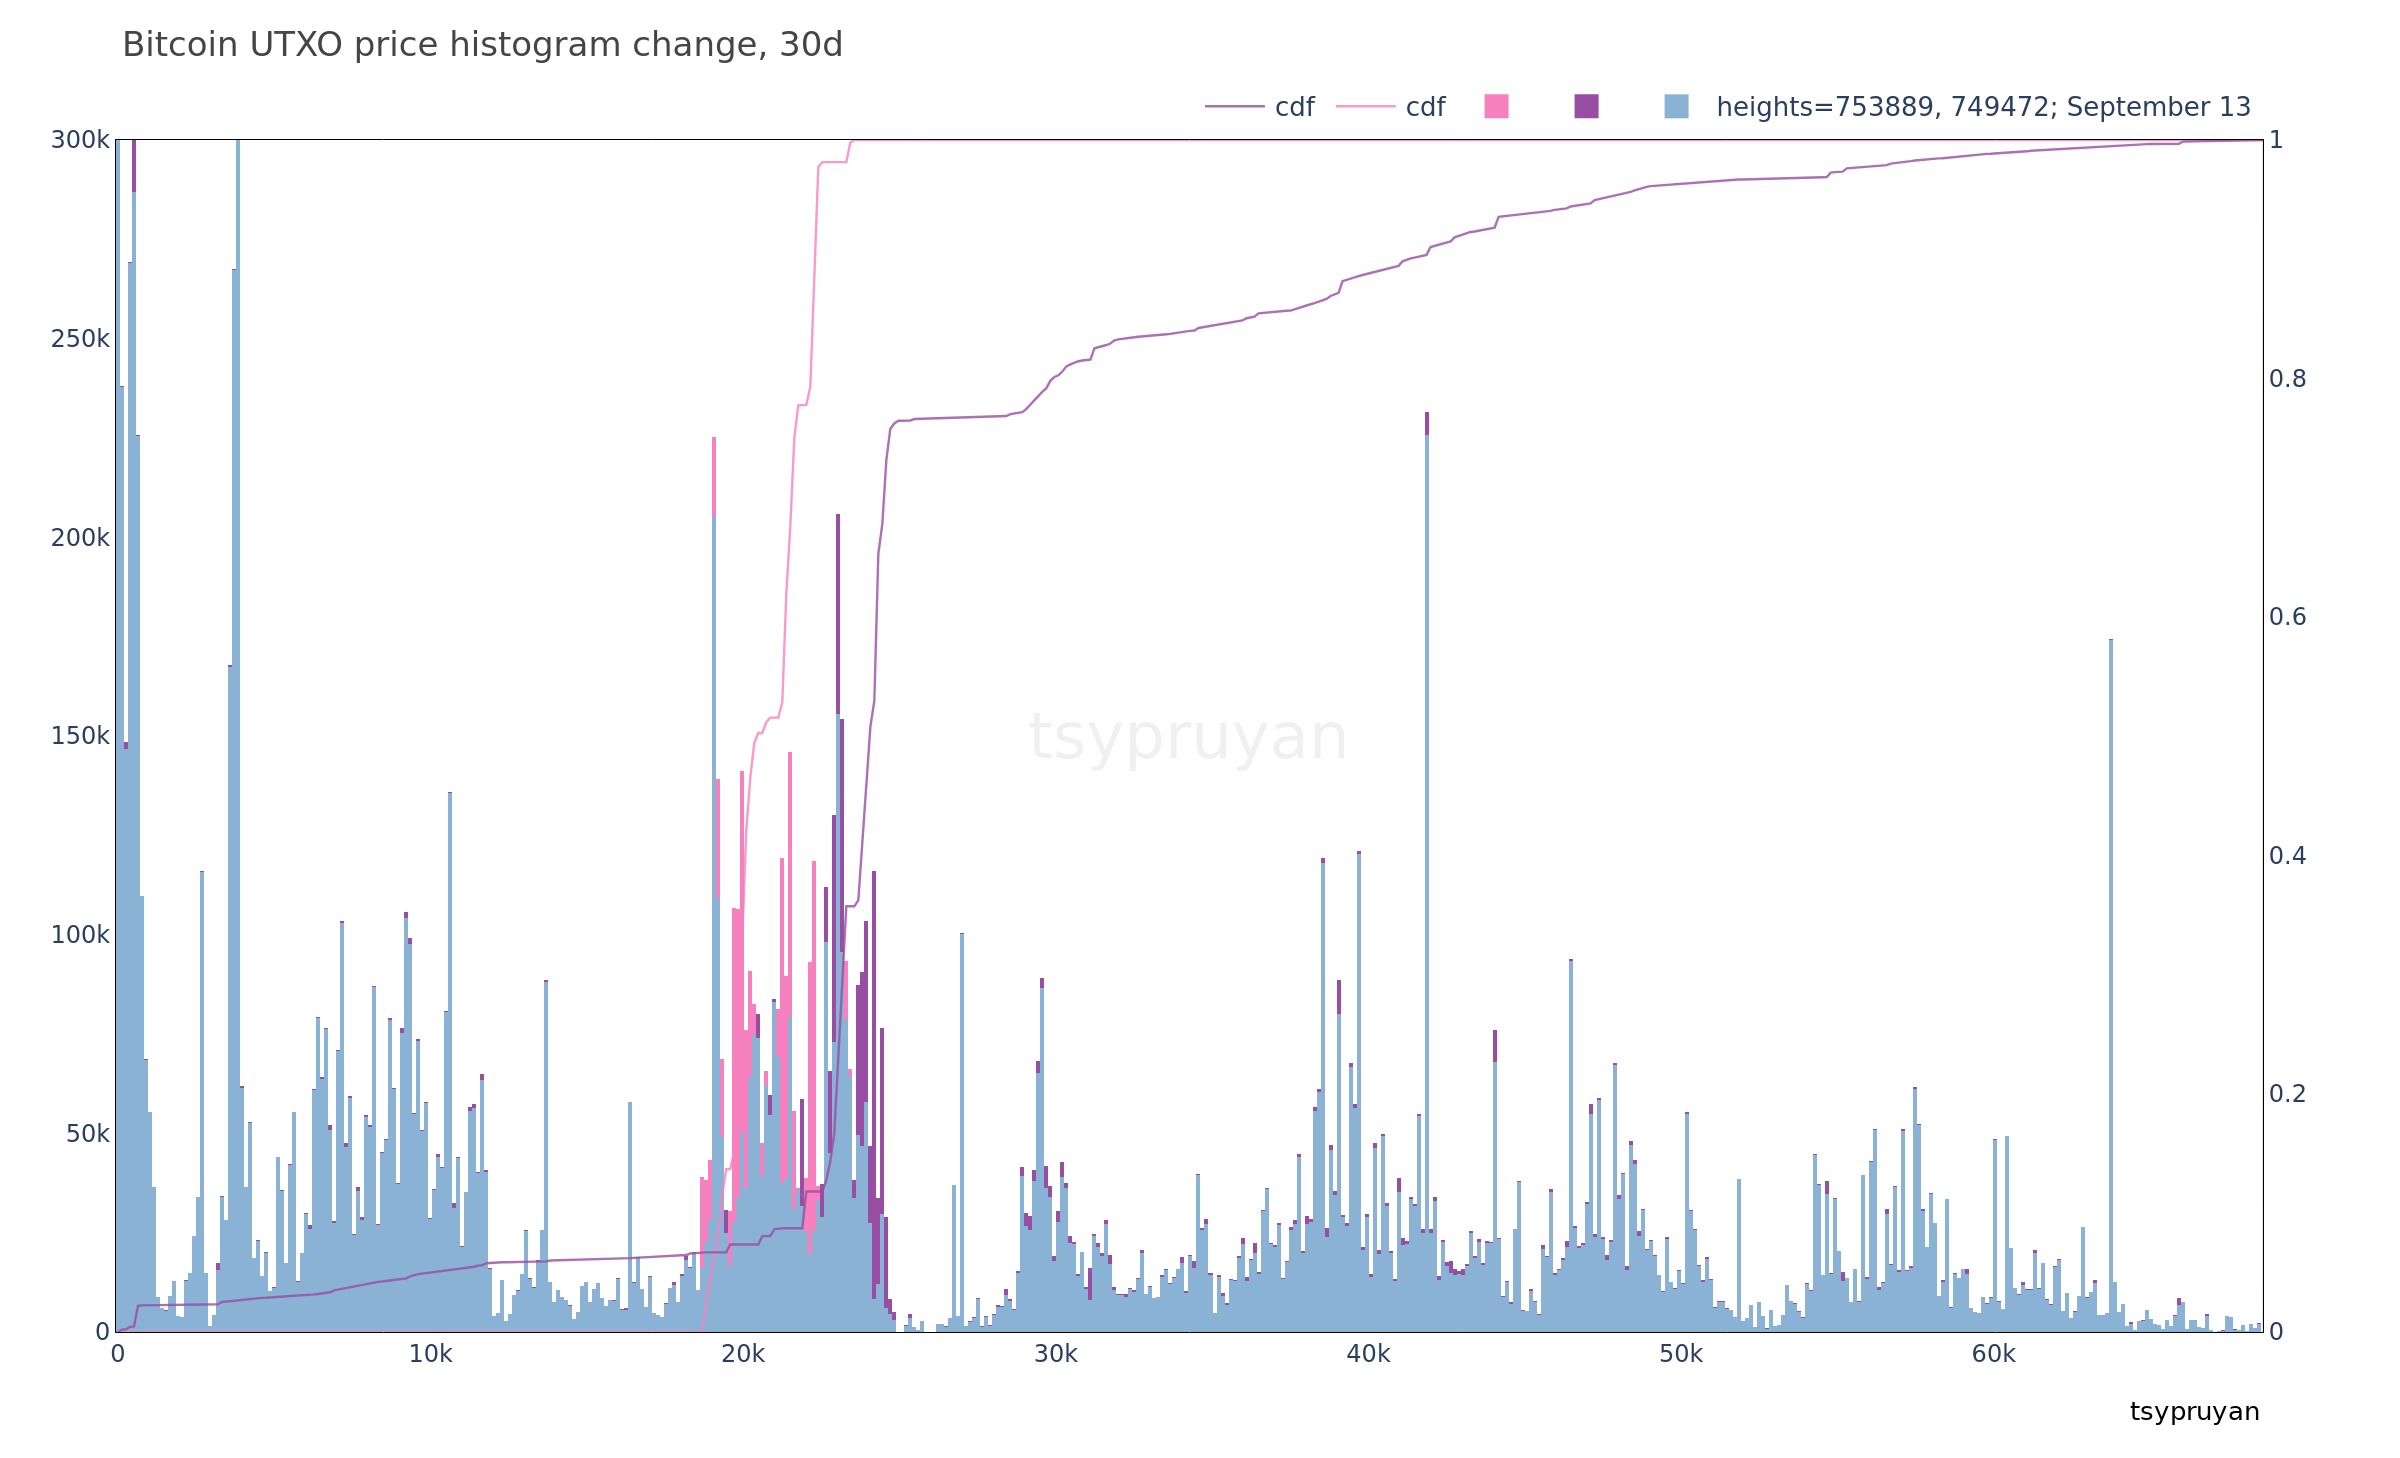 Bitcoin UTXO price histogram change, 30d
cdf cdf heights=753889, 749472; September 13
300k
250k
200k
150k
100k
50k
0
1
0.8
0.6
0.4
0.2
0
tsypruyan
0 10k 20k 30k 40k 50k 60k
tsypruyan